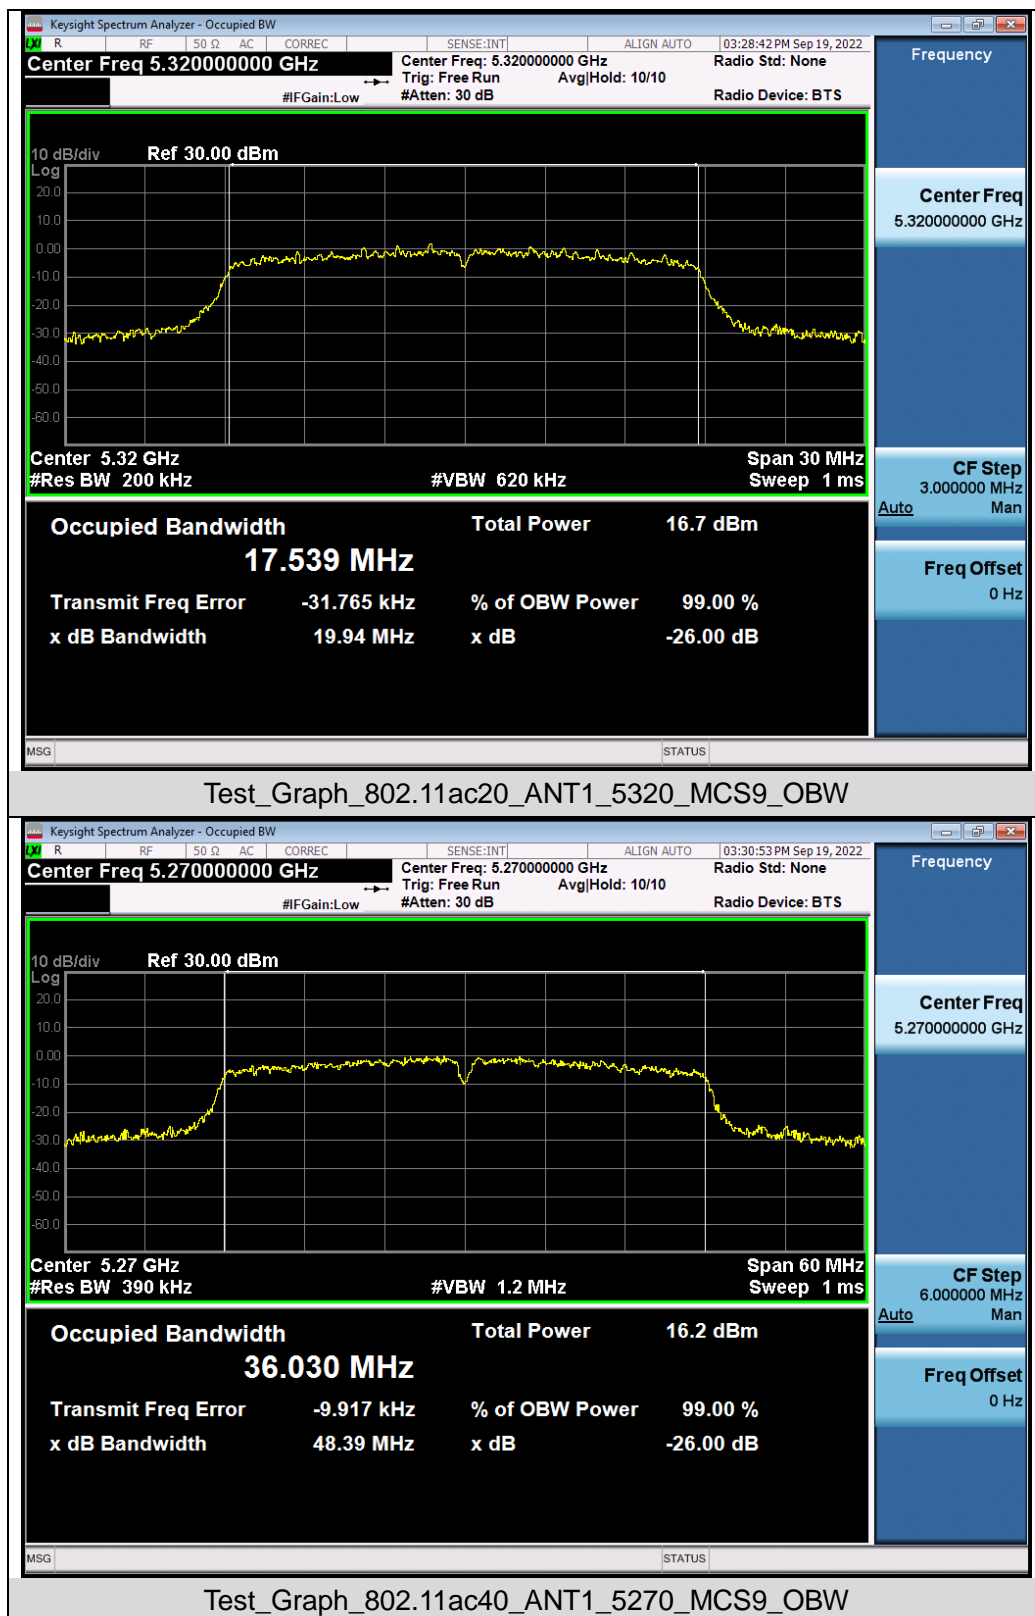 Keysight Spectrum Analyzer - Occupied BW
LXI R RF 50 Ω AC CORREC SENSE:INT ALIGN AUTO 03:28:42 PM Sep 19, 2022
Center Freq 5.320000000 GHz
Center Freq: 5.320000000 GHz Radio Std: None
Trig: Free Run Avg|Hold: 10/10
#IFGain:Low #Atten: 30 dB Radio Device: BTS
Frequency
10 dB/div Ref 30.00 dBm
Log
20.0
10.0
0.00
-10.0
-20.0
-30.0
-40.0
-50.0
-60.0
Center Freq
5.320000000 GHz
Center 5.32 GHz Span 30 MHz
#Res BW 200 kHz #VBW 620 kHz Sweep 1 ms
CF Step
3.000000 MHz
Auto Man
Freq Offset
0 Hz
Occupied Bandwidth Total Power 16.7 dBm
17.539 MHz
Transmit Freq Error -31.765 kHz % of OBW Power 99.00 %
x dB Bandwidth 19.94 MHz x dB -26.00 dB
MSG STATUS
Test_Graph_802.11ac20_ANT1_5320_MCS9_OBW
Keysight Spectrum Analyzer - Occupied BW
LXI R RF 50 Ω AC CORREC SENSE:INT ALIGN AUTO 03:30:53 PM Sep 19, 2022
Center Freq 5.270000000 GHz
Center Freq: 5.270000000 GHz Radio Std: None
Trig: Free Run Avg|Hold: 10/10
#IFGain:Low #Atten: 30 dB Radio Device: BTS
Frequency
10 dB/div Ref 30.00 dBm
Log
20.0
10.0
0.00
-10.0
-20.0
-30.0
-40.0
-50.0
-60.0
Center Freq
5.270000000 GHz
Center 5.27 GHz Span 60 MHz
#Res BW 390 kHz #VBW 1.2 MHz Sweep 1 ms
CF Step
6.000000 MHz
Auto Man
Freq Offset
0 Hz
Occupied Bandwidth Total Power 16.2 dBm
36.030 MHz
Transmit Freq Error -9.917 kHz % of OBW Power 99.00 %
x dB Bandwidth 48.39 MHz x dB -26.00 dB
MSG STATUS
Test_Graph_802.11ac40_ANT1_5270_MCS9_OBW